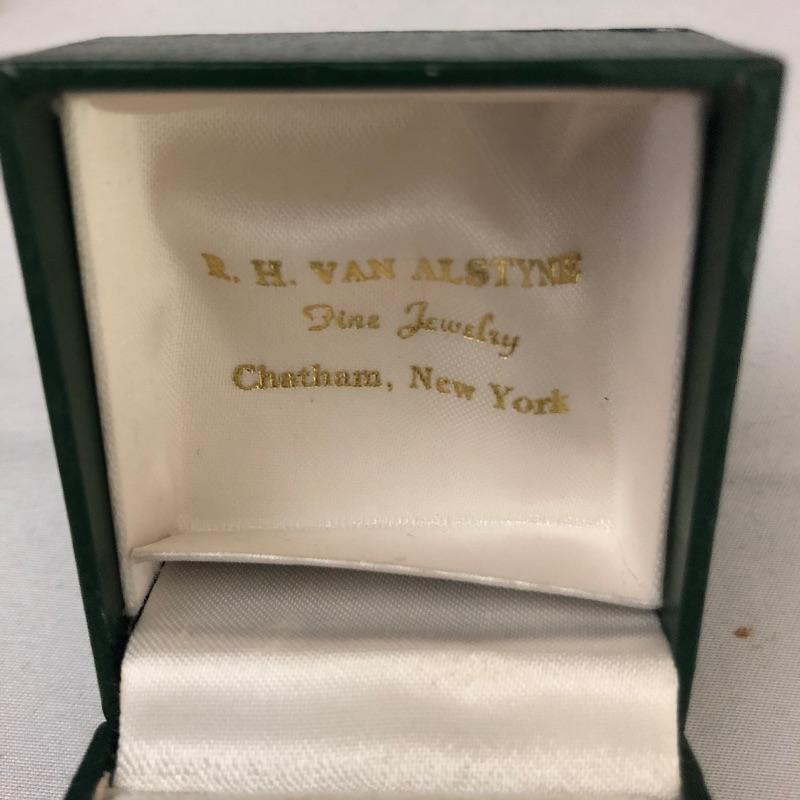 R. H. VAN ALSTYNE
Fine Jewelry
Chatham, New York